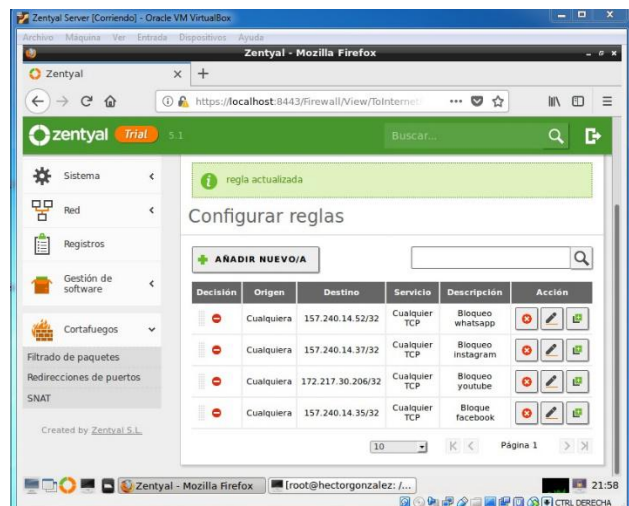 Zentyal Server [Corriendo] - Oracle VM VirtualBox
Archivo Máquina Ver Entrada Dispositivos Ayuda
Zentyal - Mozilla Firefox
Zentyal
https://localhost:8443/Firewall/View/ToInternet
zentyal Trial 5.1 Buscar...
Sistema
Red
Registros
Gestión de software
Cortafuegos
Filtrado de paquetes
Redirecciones de puertos
SNAT
Created by Zentyal S.L.
regla actualizada
Configurar reglas
AÑADIR NUEVO/A
Decisión Origen Destino Servicio Descripción Acción
Cualquiera 157.240.14.52/32 Cualquier TCP Bloqueo whatsapp
Cualquiera 157.240.14.37/32 Cualquier TCP Bloqueo instagram
Cualquiera 172.217.30.206/32 Cualquier TCP Bloqueo youtube
Cualquiera 157.240.14.35/32 Cualquier TCP Bloque facebook
10 Página 1
Zentyal - Mozilla Firefox [root@hectorgonzalez: /... 21:58
CTRL DERECHA